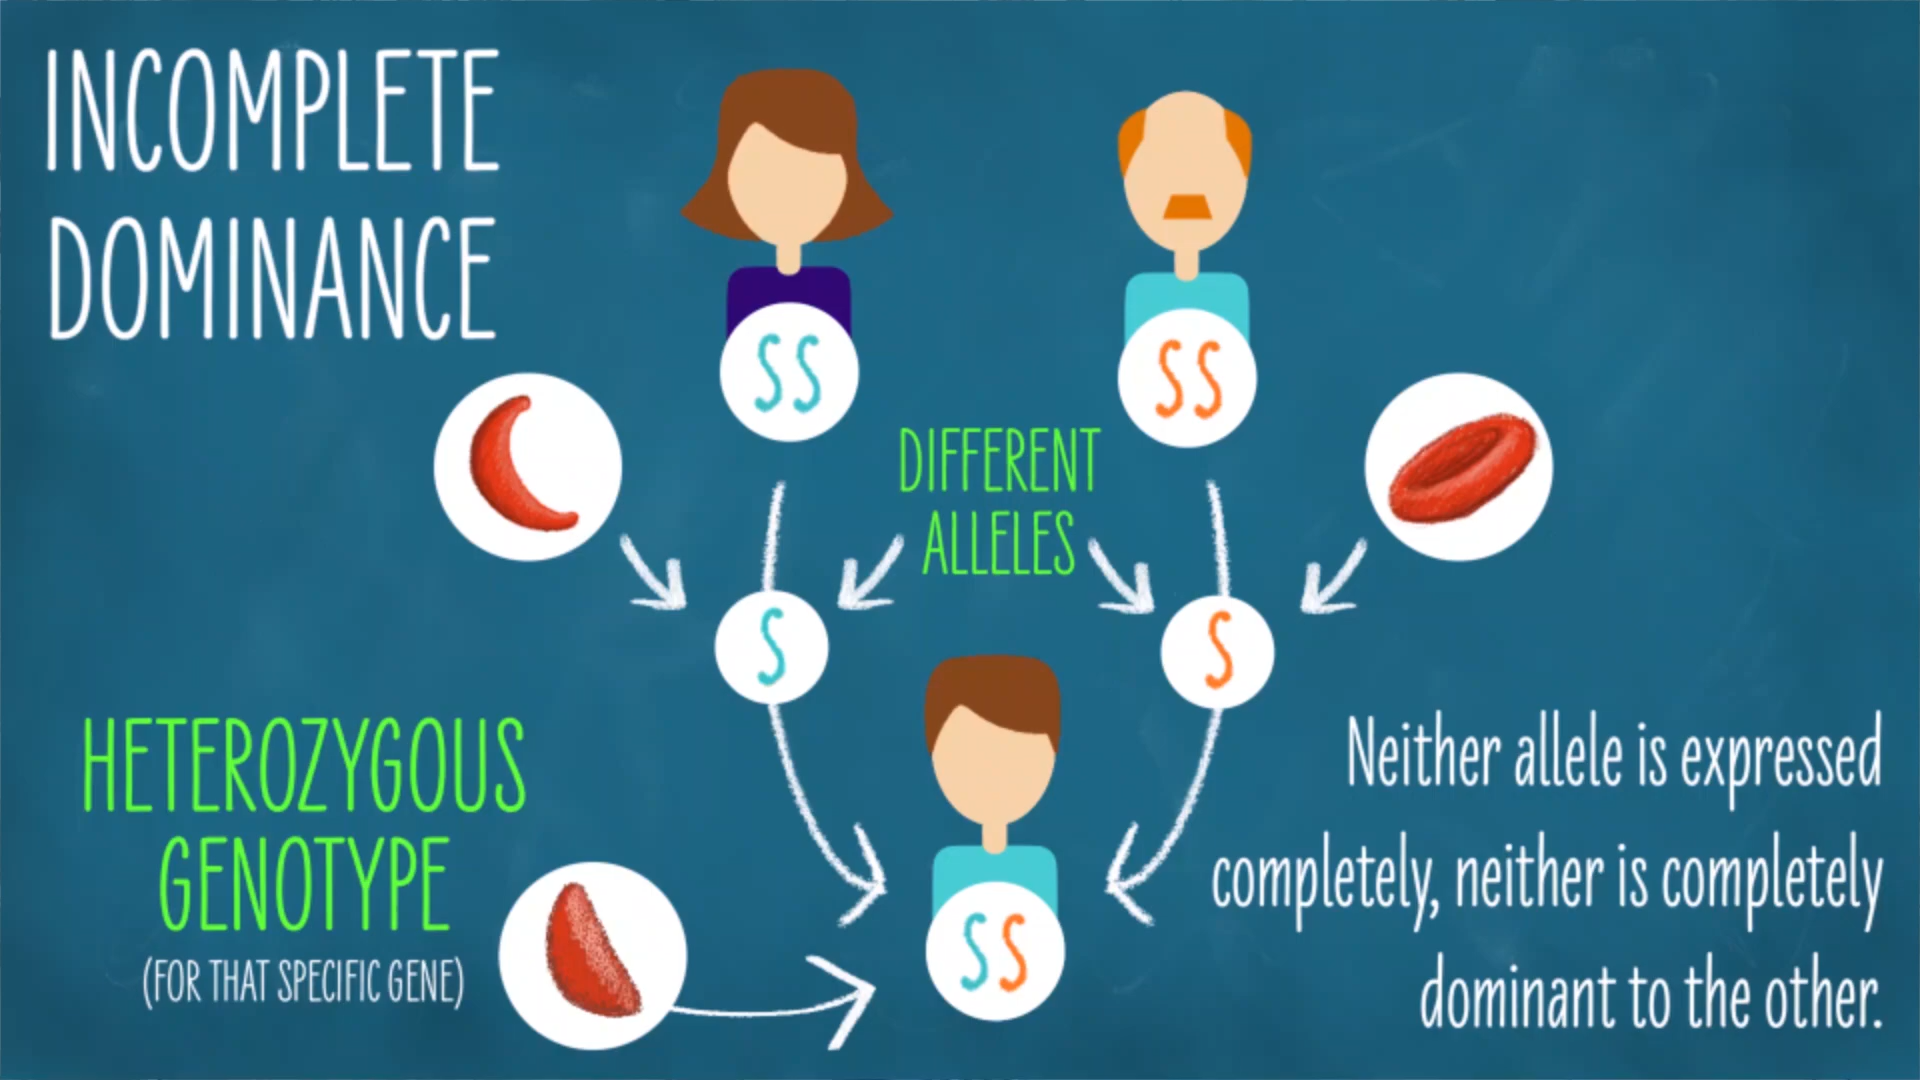 INCOMPLETE
DOMINANCE
SS
SS
DIFFERENT
ALLELES
S
S
HETEROZYGOUS
GENOTYPE
(FOR THAT SPECIFIC GENE)
SS
Neither allele is expressed
completely, neither is completely
dominant to the other.